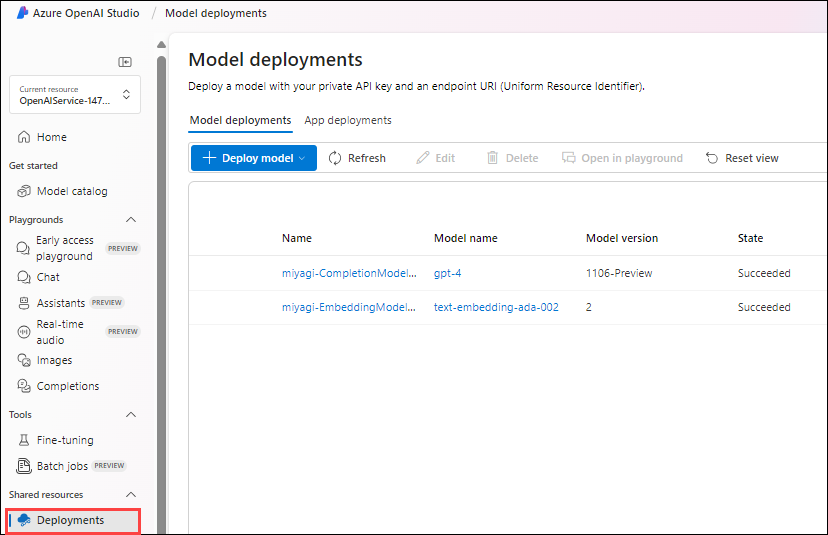 Azure OpenAI Studio / Model deployments
Current resource
OpenAIService-147...
Home
Get started
Model catalog
Playgrounds
Early access
playground PREVIEW
Chat
Assistants PREVIEW
Real-time
audio PREVIEW
Images
Completions
Tools
Fine-tuning
Batch jobs PREVIEW
Shared resources
Deployments
Model deployments
Deploy a model with your private API key and an endpoint URI (Uniform Resource Identifier).
Model deployments App deployments
Deploy model Refresh Edit Delete Open in playground Reset view
Name Model name Model version State
miyagi-CompletionModel... gpt-4 1106-Preview Succeeded
miyagi-EmbeddingModel... text-embedding-ada-002 2 Succeeded